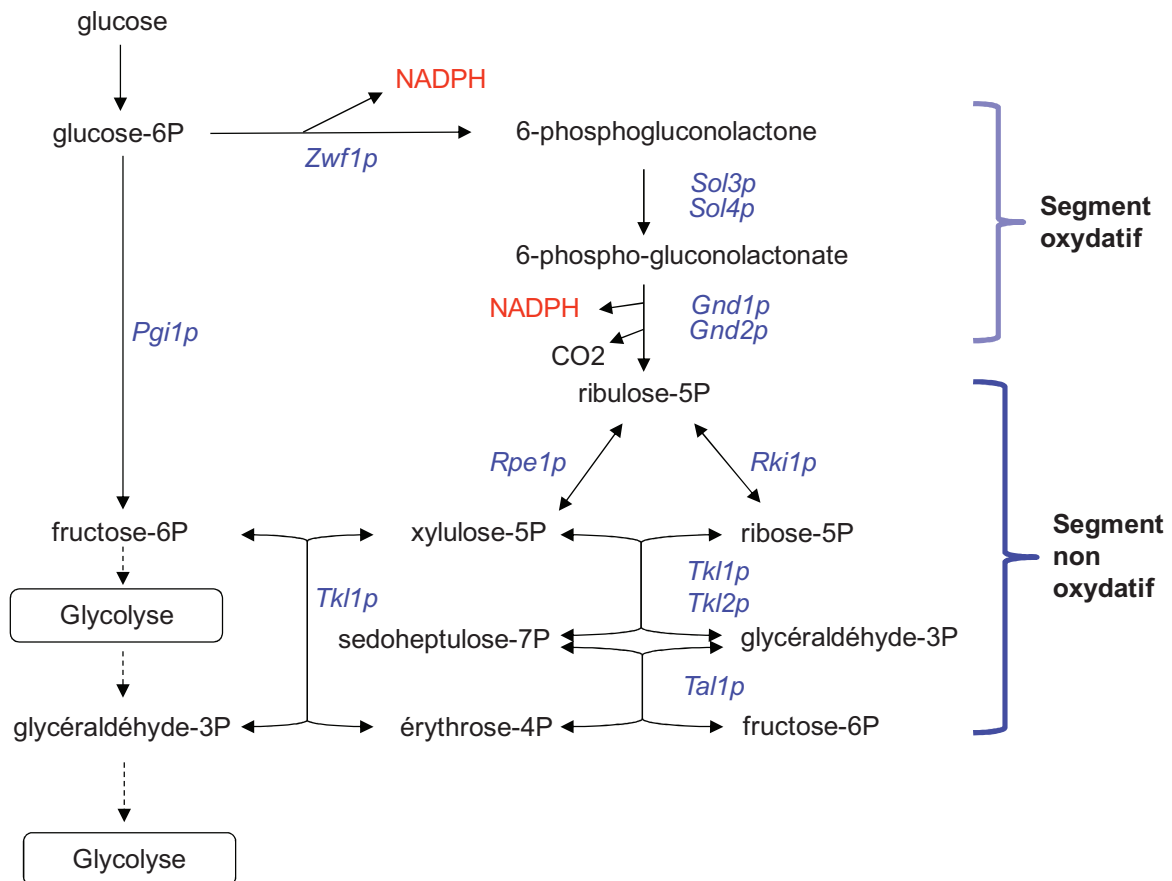 glucose
NADPH
glucose-6P
6-phosphogluconolactone
Zwf1p
Sol3p
Sol4p
Segment
oxydatif
6-phospho-gluconolactonate
NADPH
Gnd1p
Gnd2p
Pgi1p
CO2
ribulose-5P
Rpe1p
Rki1p
fructose-6P
xylulose-5P
ribose-5P
Segment
non
oxydatif
Tkl1p
Tkl1p
Tkl2p
Glycolyse
sedoheptulose-7P
glycéraldéhyde-3P
Tal1p
glycéraldéhyde-3P
érythrose-4P
fructose-6P
Glycolyse